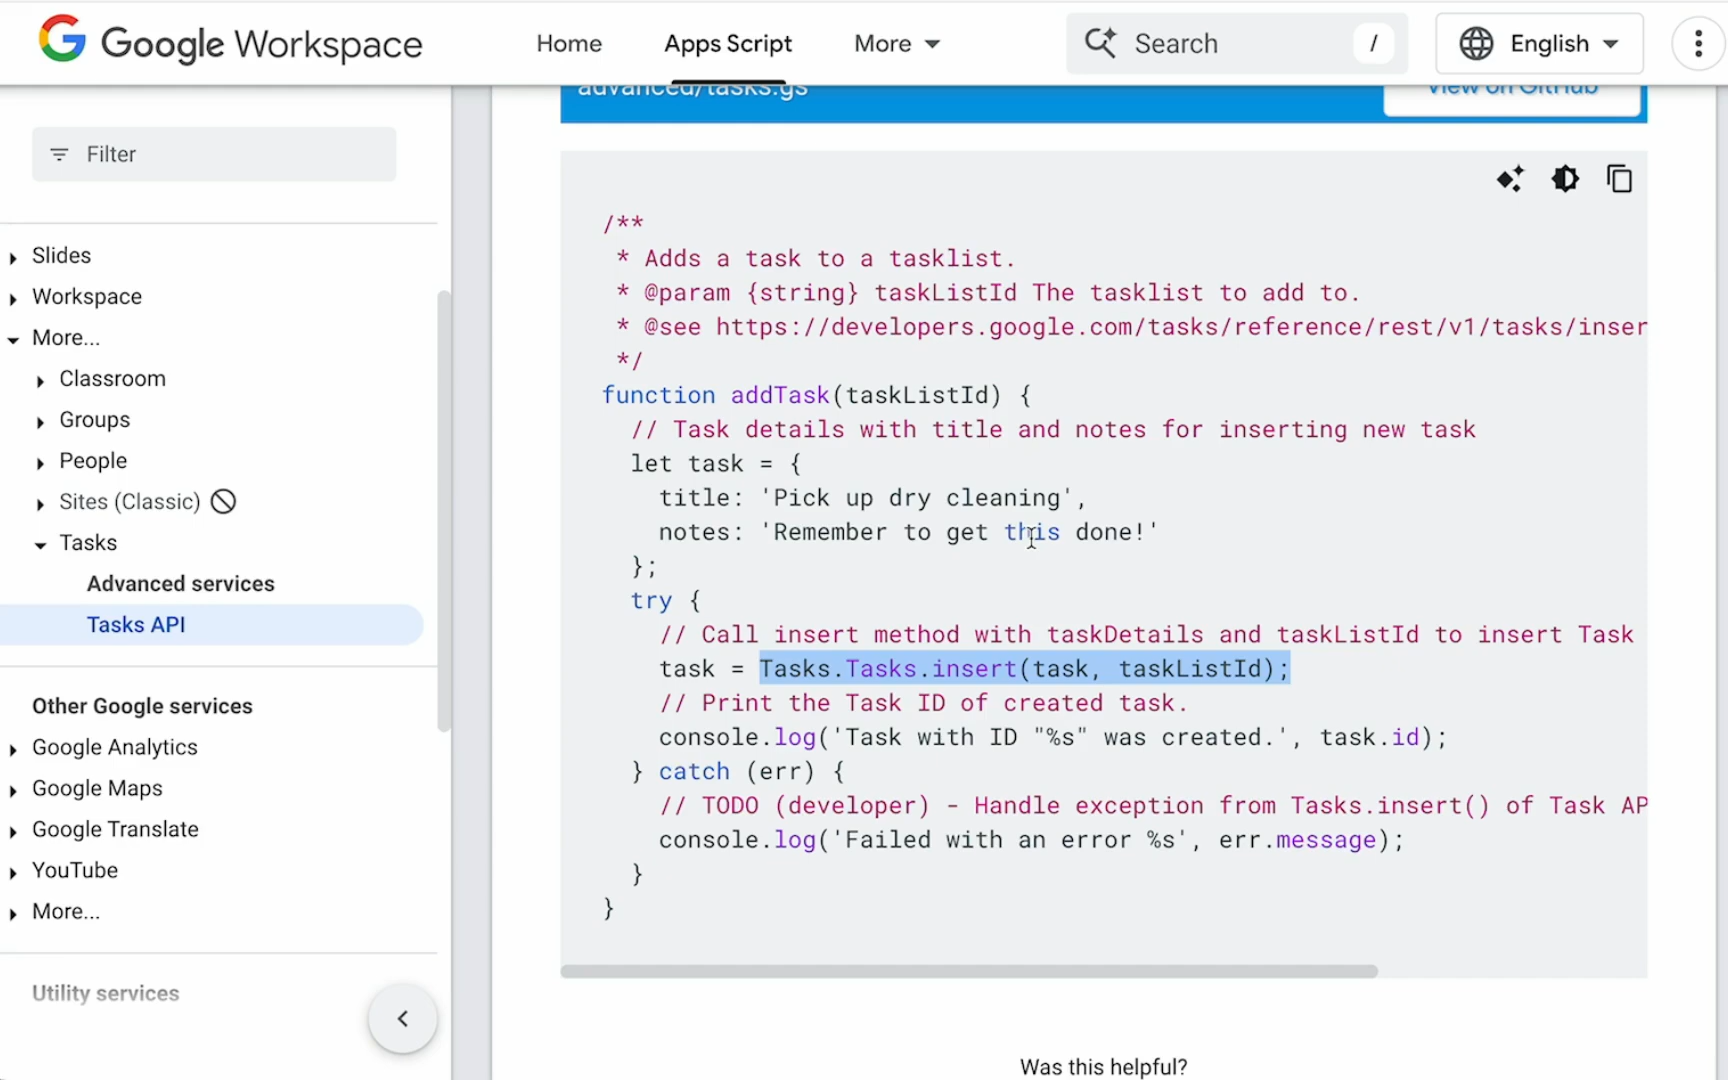 Google Workspace
Home
Apps Script
More
Search
/
English
Filter
Slides
Workspace
More...
Classroom
Groups
People
Sites (Classic)
Tasks
Advanced services
Tasks API
Other Google services
Google Analytics
Google Maps
Google Translate
YouTube
More...
Utility services
advanced/tasks.gs
View on GitHub
/**
* Adds a task to a tasklist.
* @param {string} taskListId The tasklist to add to.
* @see https://developers.google.com/tasks/reference/rest/v1/tasks/inser
*/
function addTask(taskListId) {
// Task details with title and notes for inserting new task
let task = {
title: 'Pick up dry cleaning',
notes: 'Remember to get this done!'
};
try {
// Call insert method with taskDetails and taskListId to insert Task
task = Tasks.Tasks.insert(task, taskListId);
// Print the Task ID of created task.
console.log('Task with ID "%s" was created.', task.id);
} catch (err) {
// TODO (developer) - Handle exception from Tasks.insert() of Task AP
console.log('Failed with an error %s', err.message);
}
}
Was this helpful?